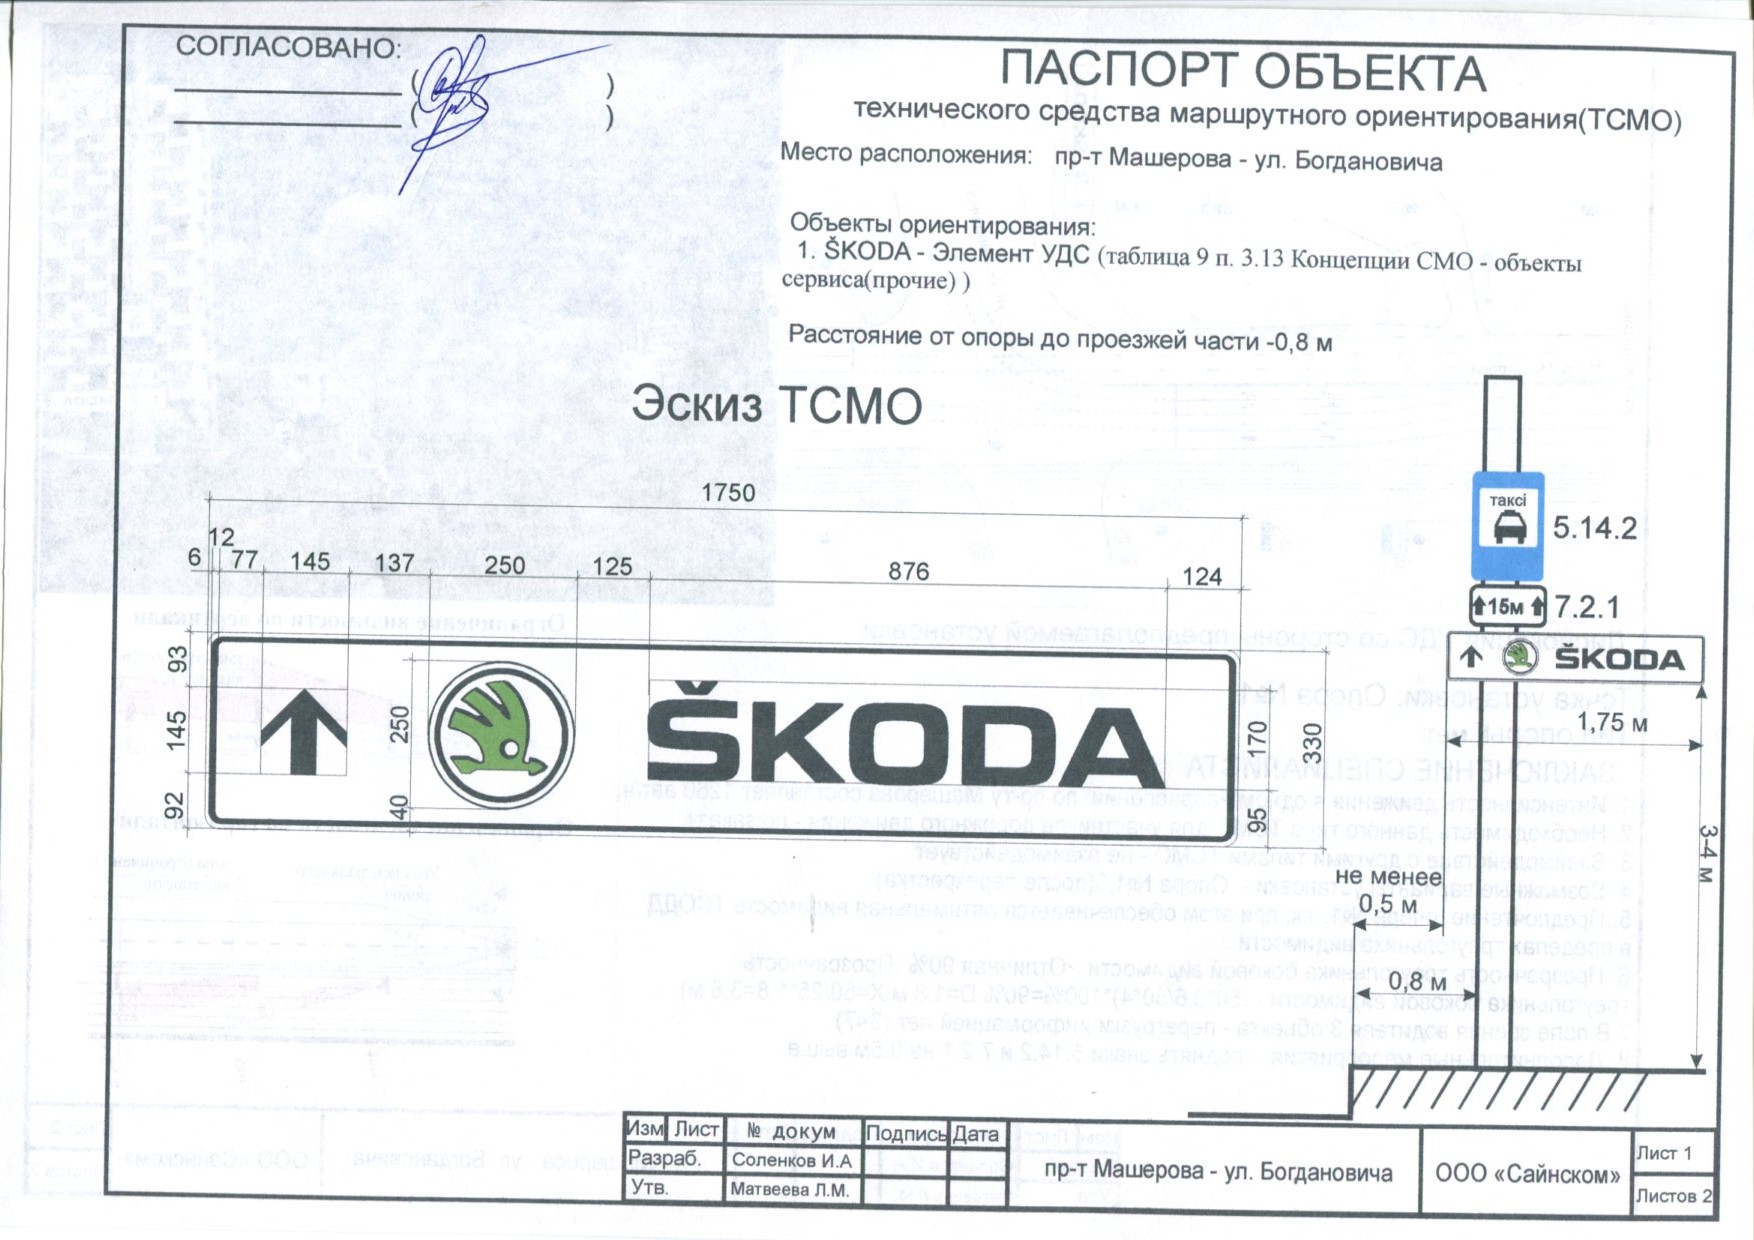 СОГЛАСОВАНО:
( )
( )
ПАСПОРТ ОБЪЕКТА
технического средства маршрутного ориентирования(ТСМО)
Место расположения: пр-т Машерова - ул. Богдановича
Объекты ориентирования:
1. ŠKODA - Элемент УДС (таблица 9 п. 3.13 Концепции СМО - объекты
сервиса(прочие) )
Расстояние от опоры до проезжей части -0,8 м
Эскиз ТСМО
1750
12
6 77 145 137 250 125 876 124
93
145
92
250
40
ŠKODA
170
95
330
таксі
5.14.2
15м 7.2.1
ŠKODA
1,75 м
3-4 м
не менее
0,5 м
0,8 м
Изм Лист № докум Подпись Дата
Разраб. Соленков И.А
Утв. Матвеева Л.М.
пр-т Машерова - ул. Богдановича
ООО «Сайнском»
Лист 1
Листов 2